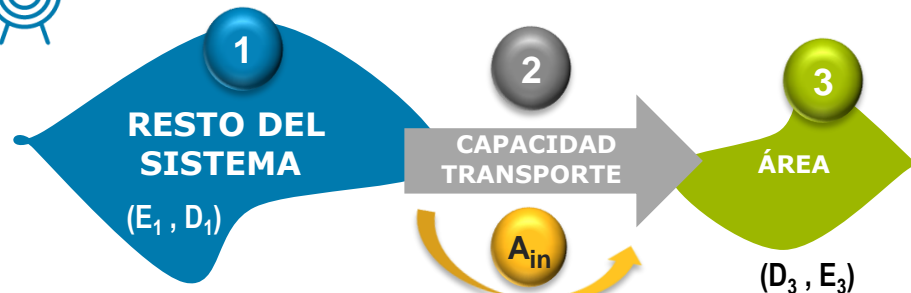 1
2
3
RESTO DEL
SISTEMA
CAPACIDAD
TRANSPORTE
ÁREA
(E₁ , D₁)
Aᵢₙ
(D₃ , E₃)